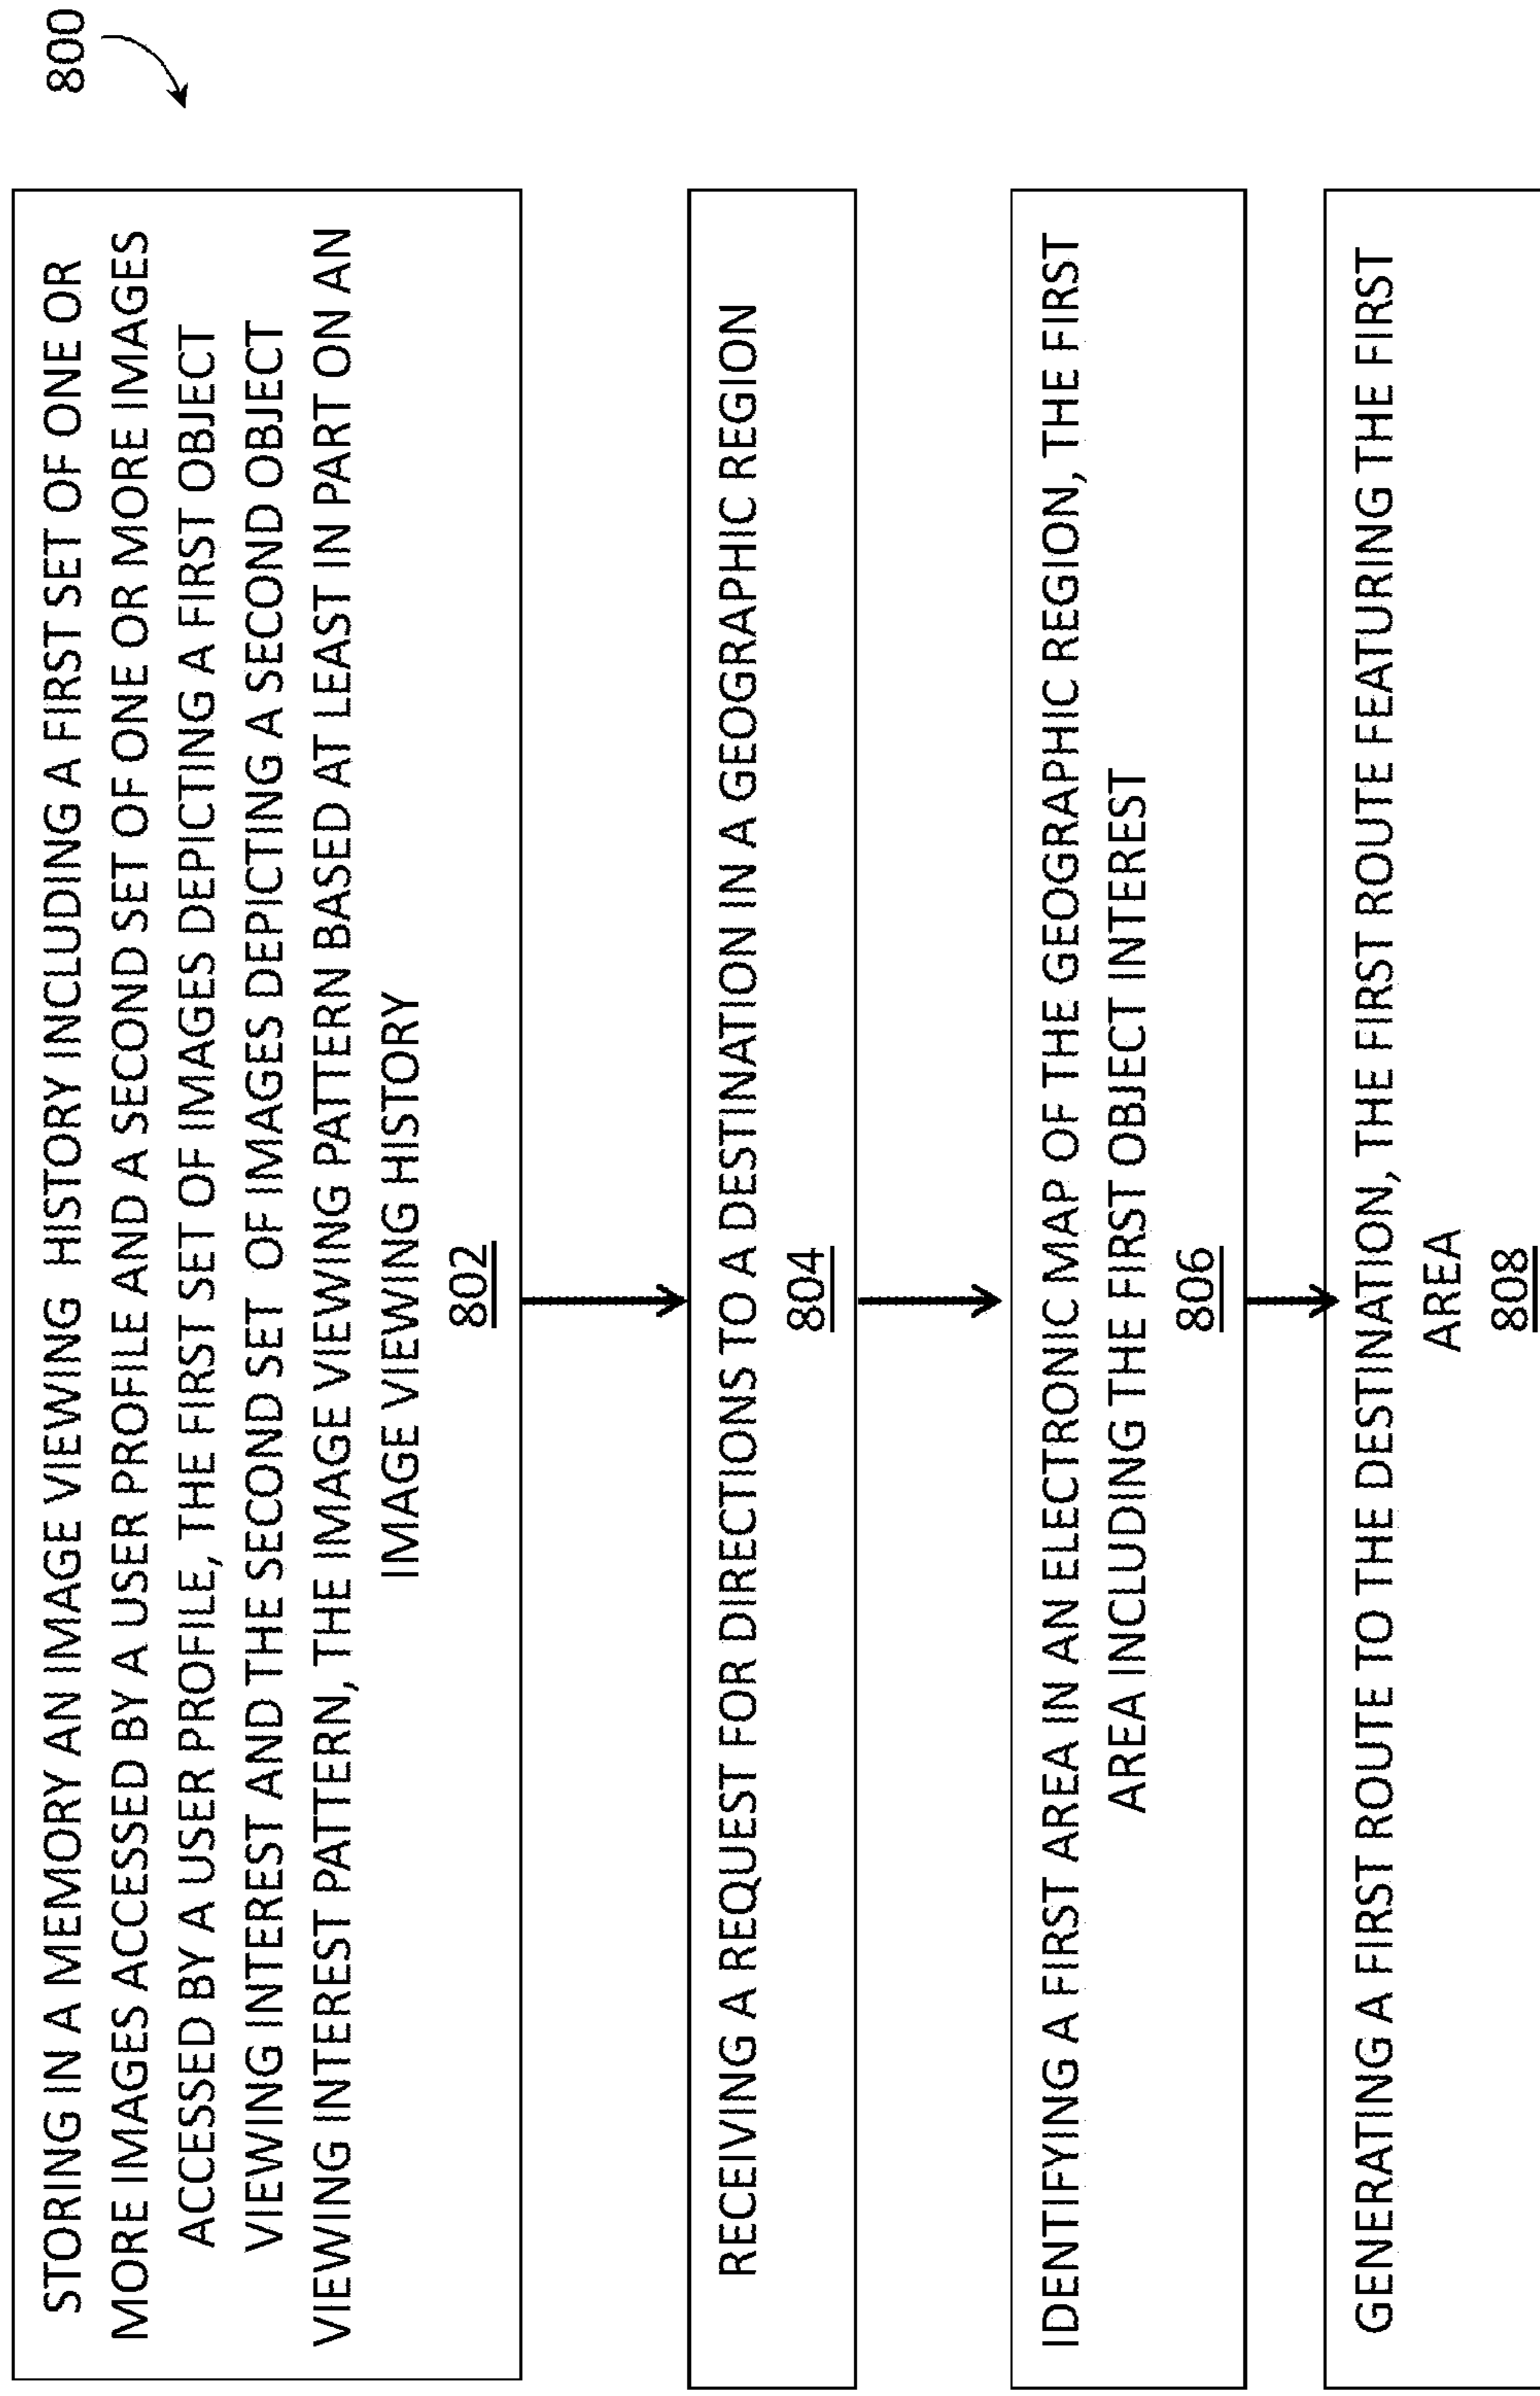 800
STORING IN A MEMORY AN IMAGE VIEWING HISTORY INCLUDING A FIRST SET OF ONE OR
MORE IMAGES ACCESSED BY A USER PROFILE AND A SECOND SET OF ONE OR MORE IMAGES
ACCESSED BY A USER PROFILE, THE FIRST SET OF IMAGES DEPICTING A FIRST OBJECT
VIEWING INTEREST AND THE SECOND SET OF IMAGES DEPICTING A SECOND OBJECT
VIEWING INTEREST PATTERN, THE IMAGE VIEWING PATTERN BASED AT LEAST IN PART ON AN
IMAGE VIEWING HISTORY
802
RECEIVING A REQUEST FOR DIRECTIONS TO A DESTINATION IN A GEOGRAPHIC REGION
804
IDENTIFYING A FIRST AREA IN AN ELECTRONIC MAP OF THE GEOGRAPHIC REGION, THE FIRST
AREA INCLUDING THE FIRST OBJECT INTEREST
806
GENERATING A FIRST ROUTE TO THE DESTINATION, THE FIRST ROUTE FEATURING THE FIRST
AREA
808